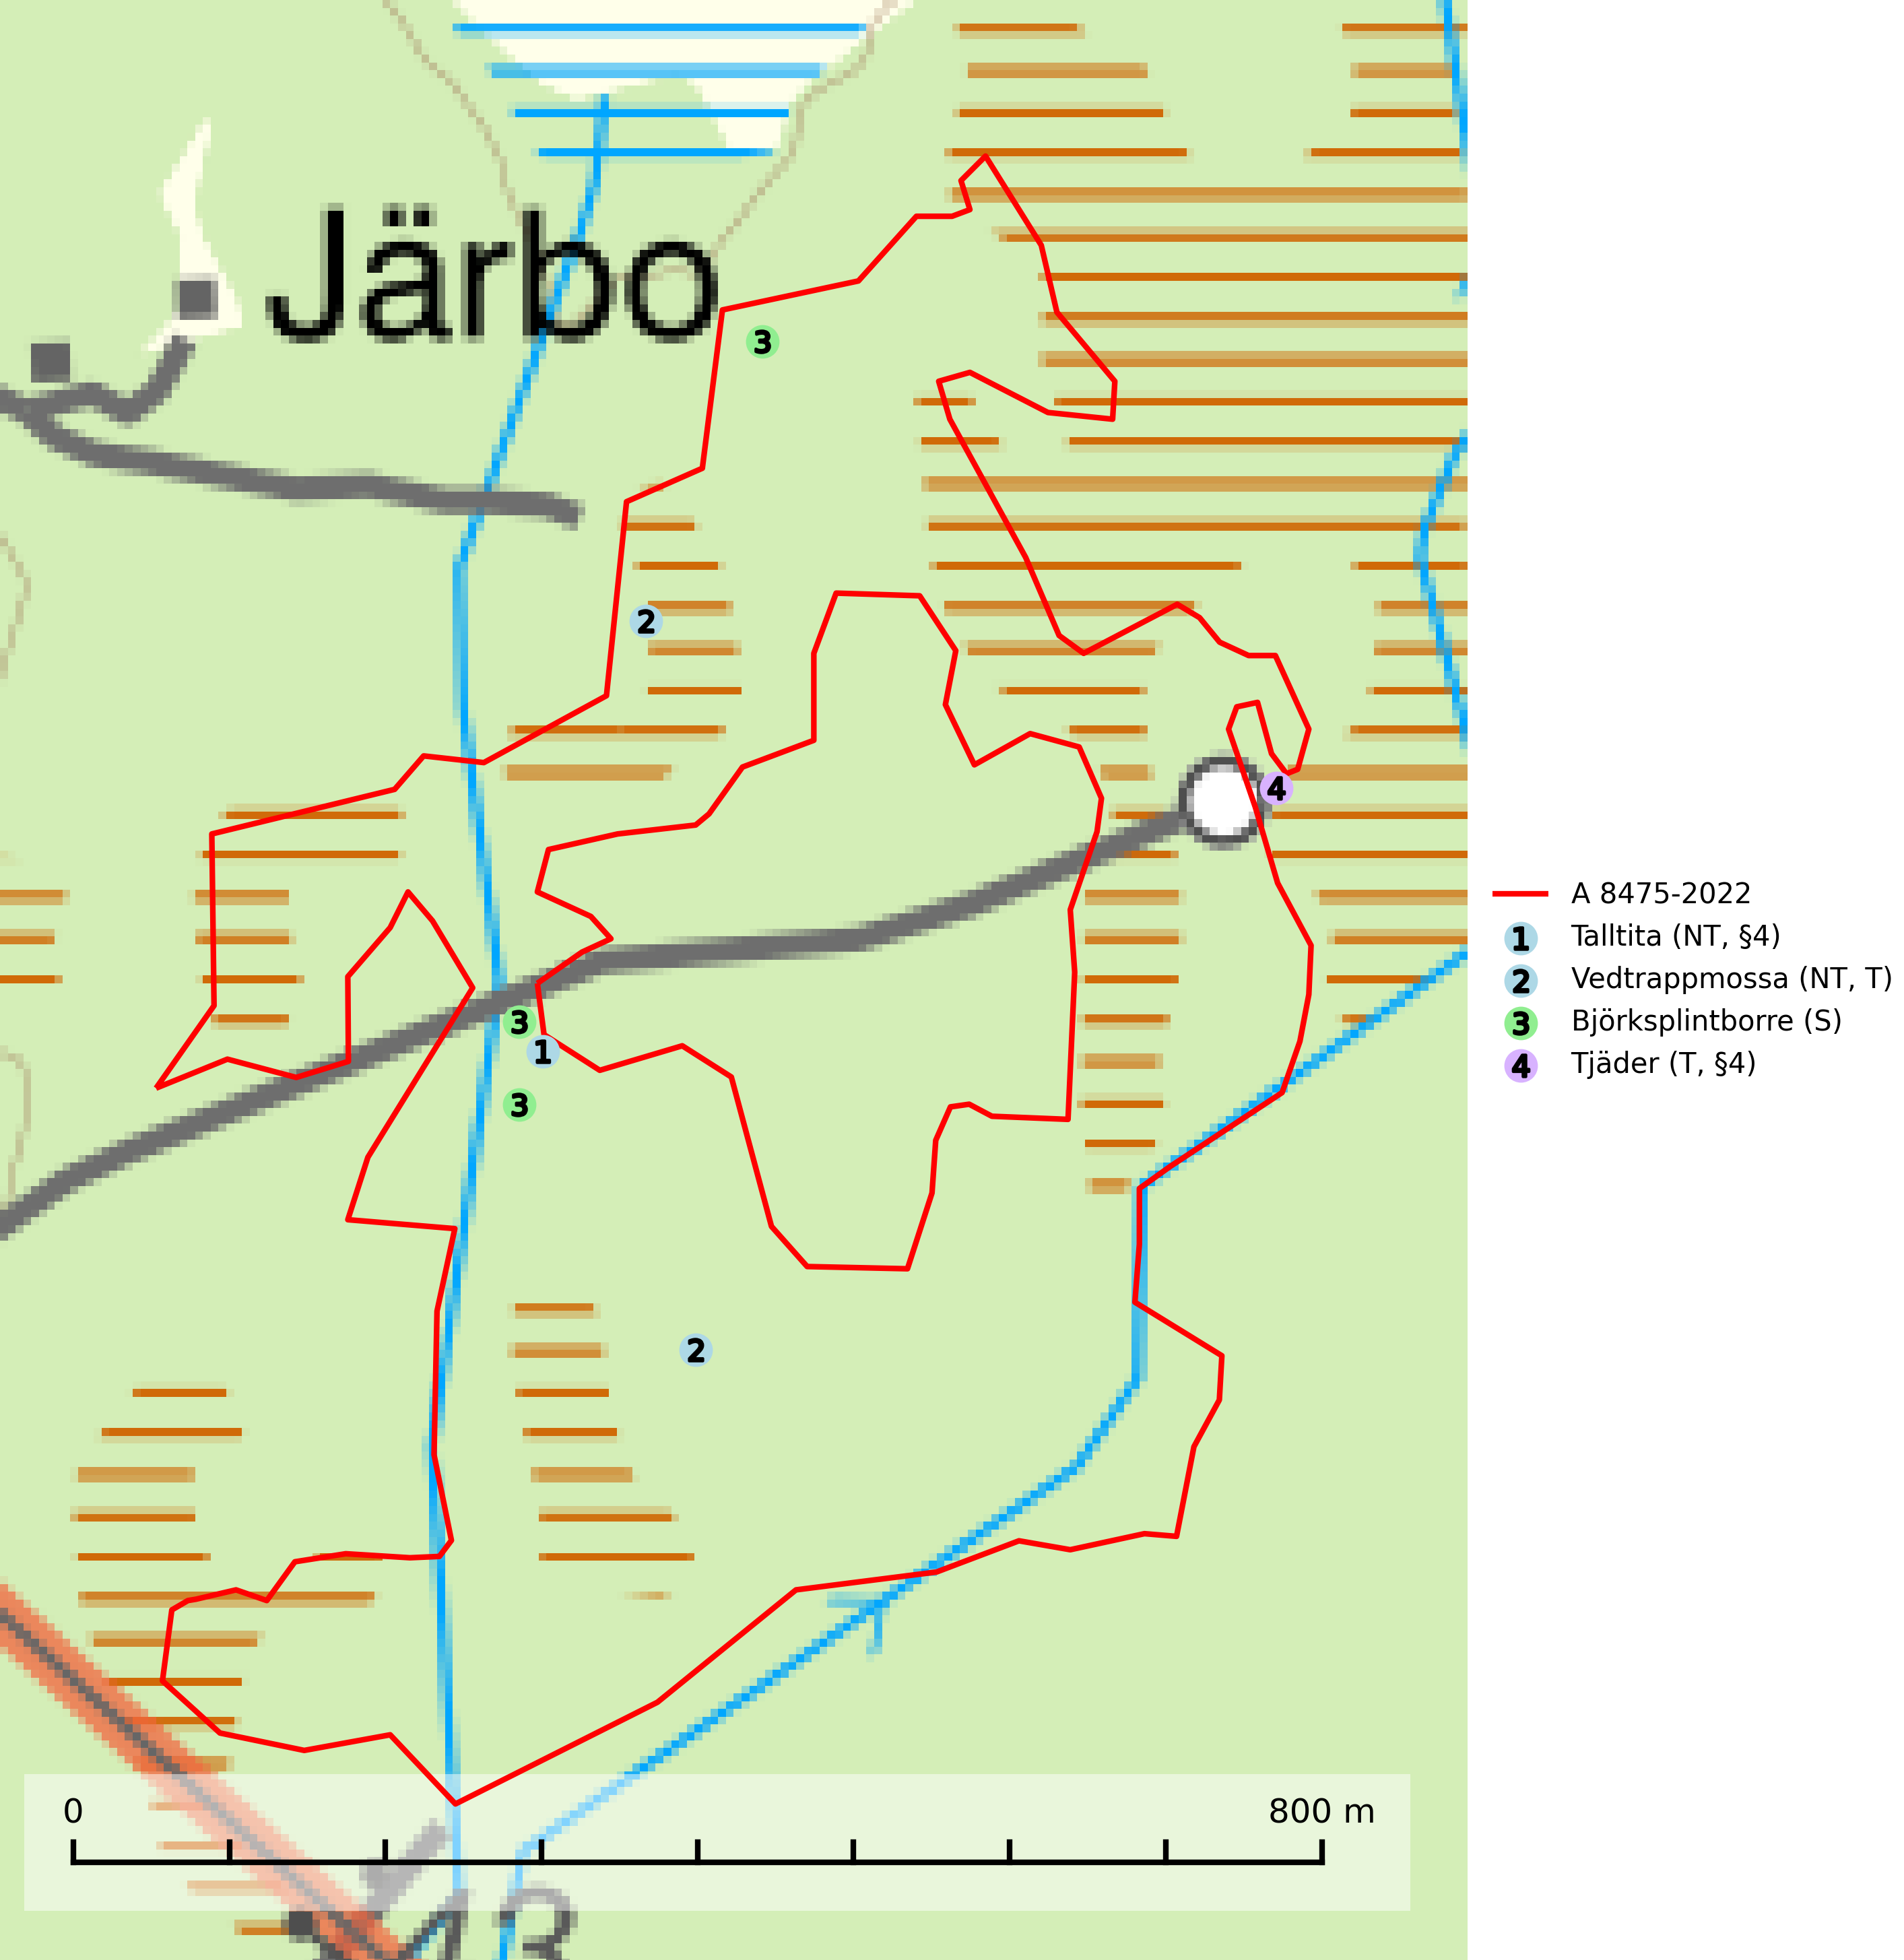 Järbo
3
2
4
3
1
3
2
A 8475-2022
1 Talltita (NT, §4)
2 Vedtrappmossa (NT, T)
3 Björksplintborre (S)
4 Tjäder (T, §4)
0 800 m